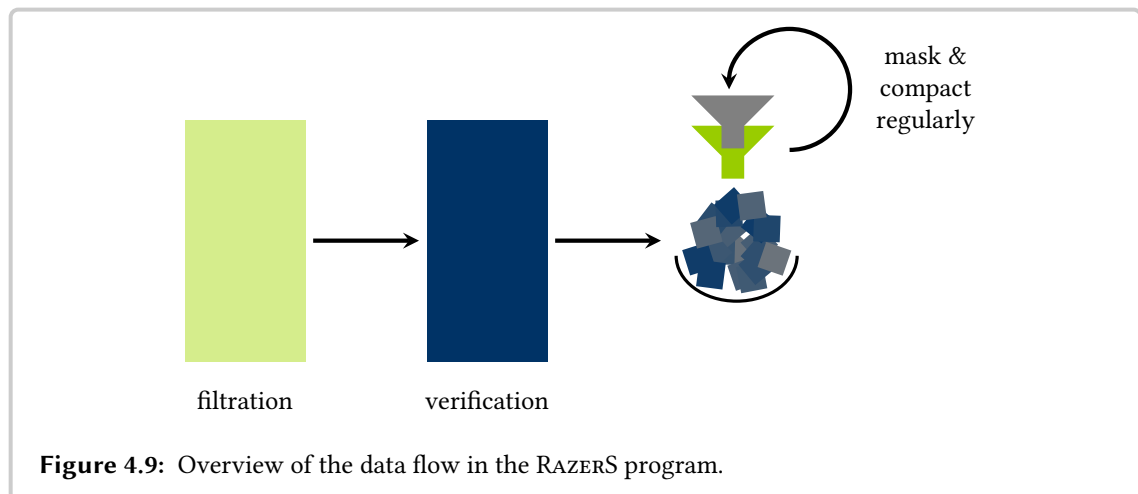 mask &
compact
regularly
filtration
verification
Figure 4.9: Overview of the data flow in the RazerS program.